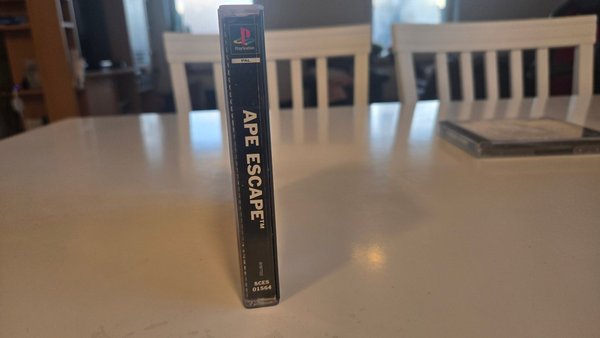 PlayStation
PAL
APE ESCAPE™
SCES
01564